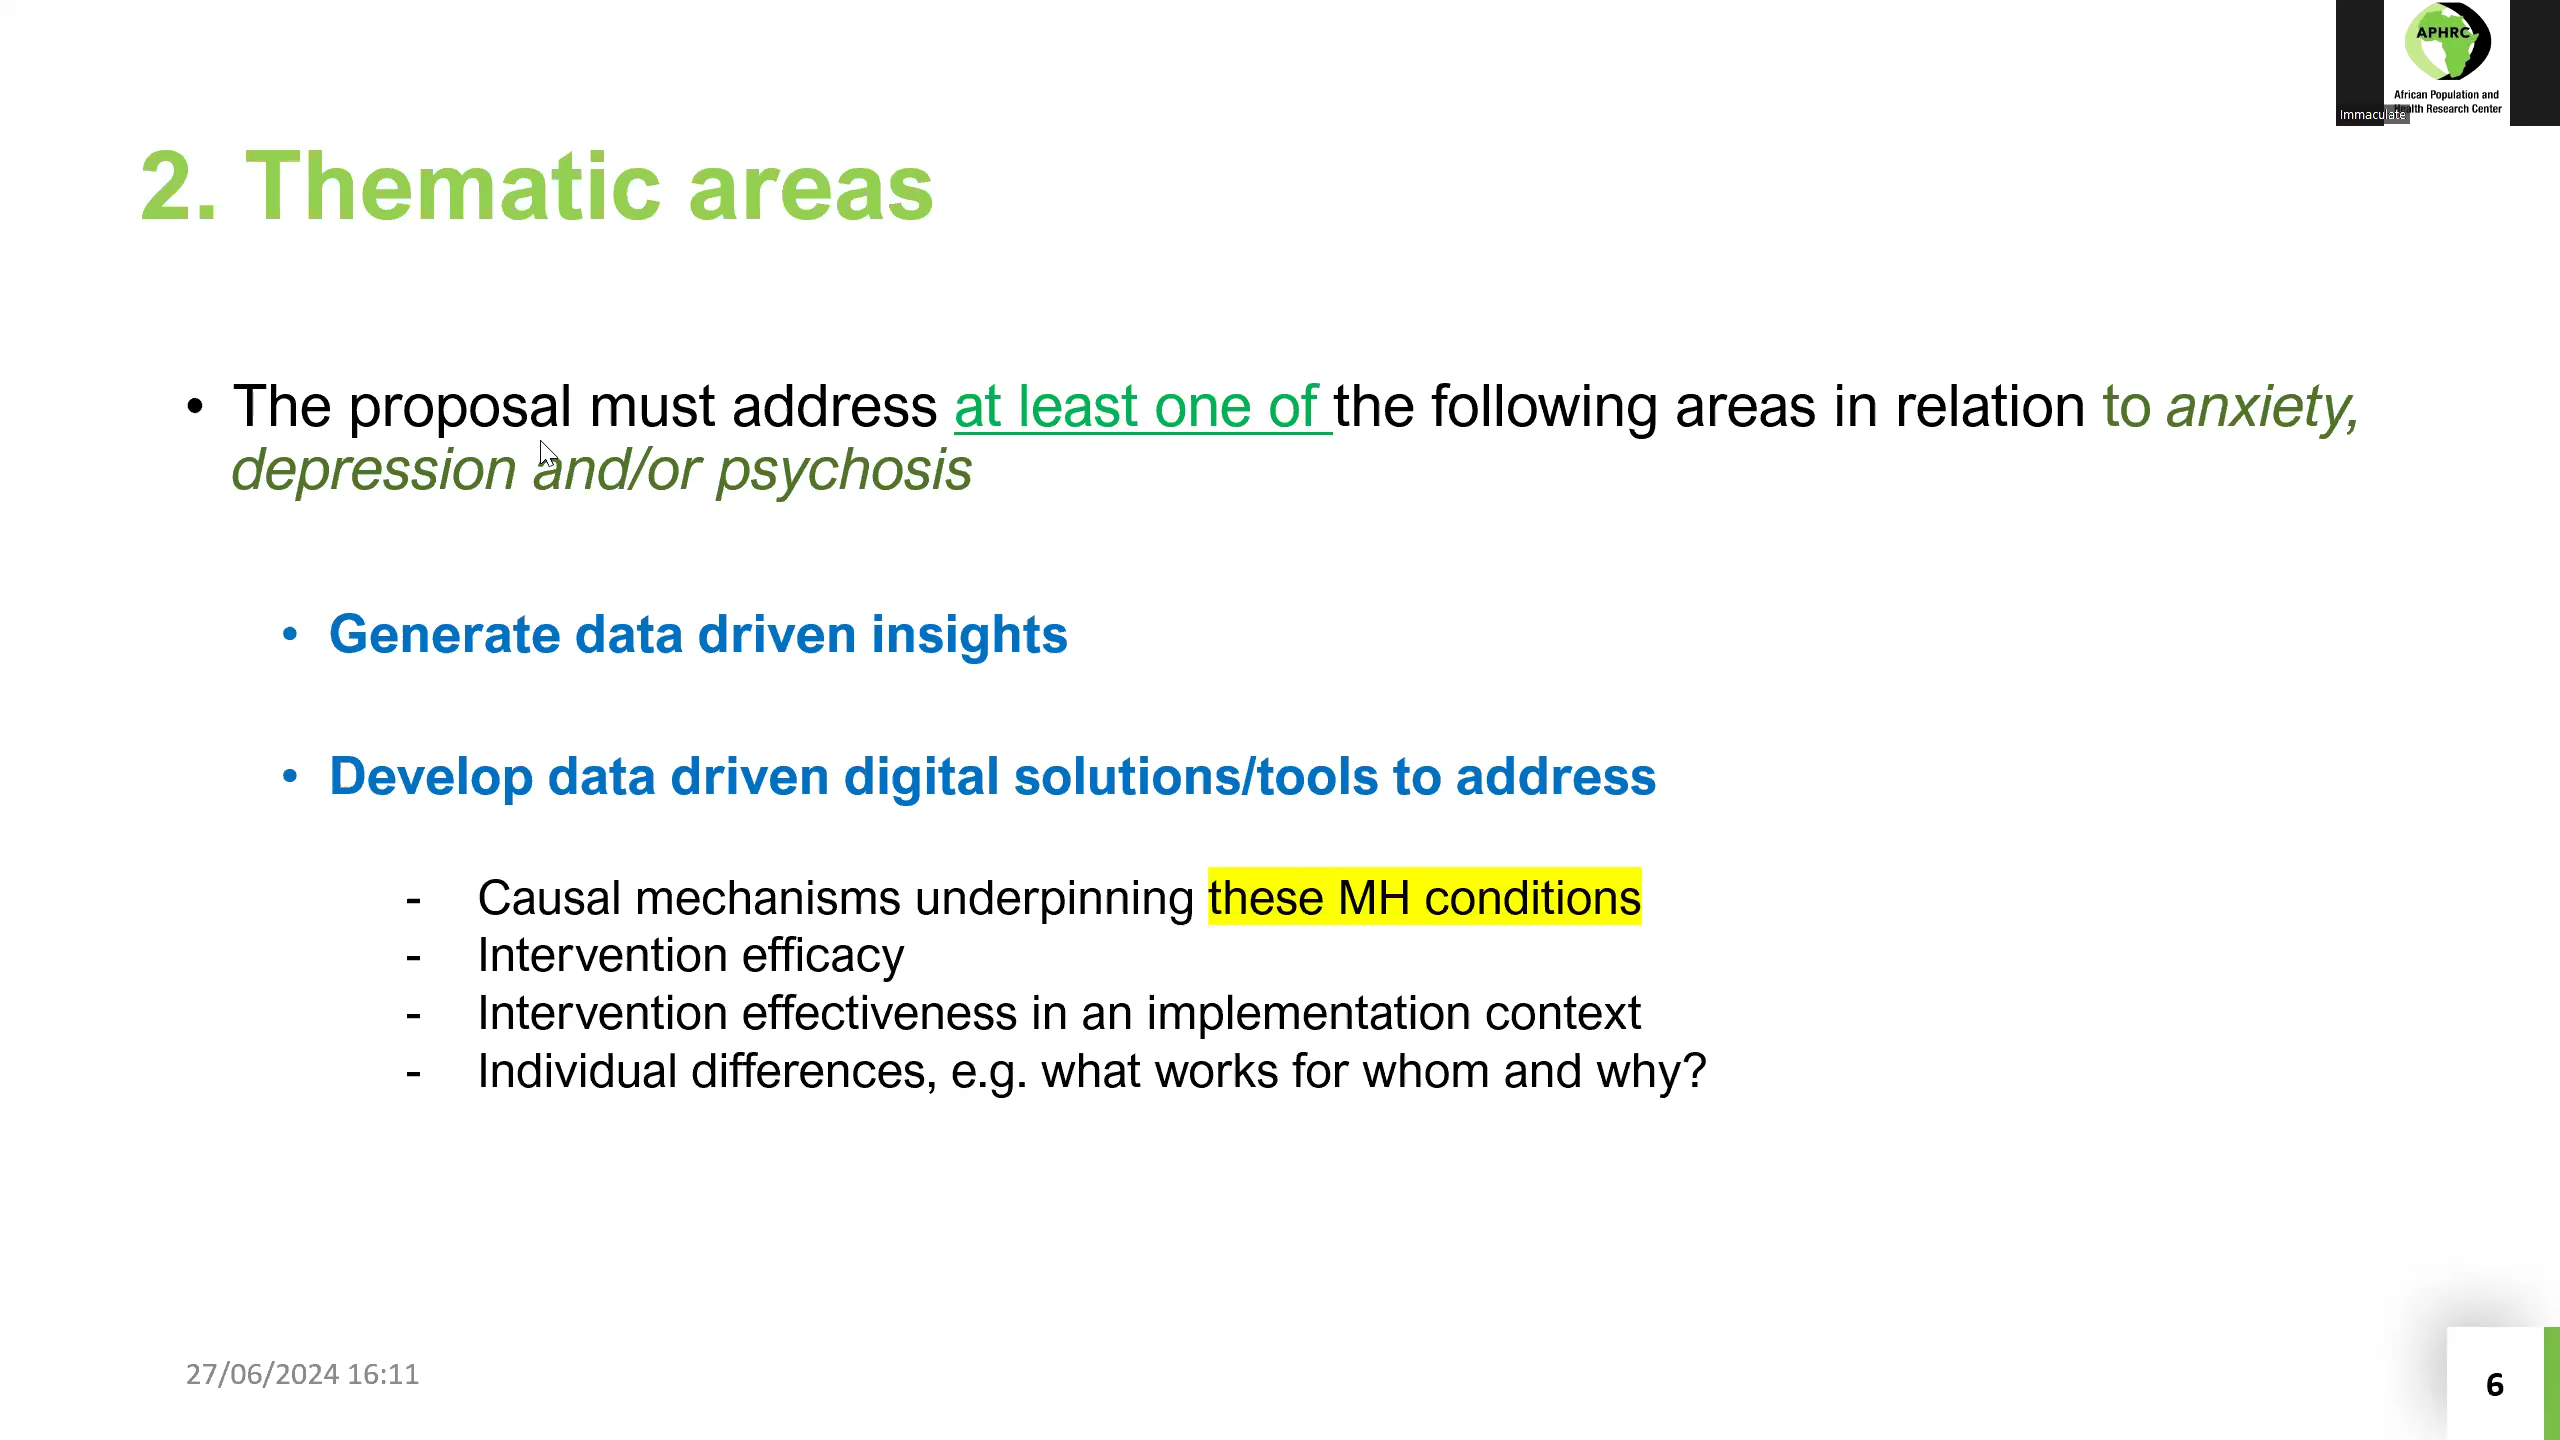 APHRC
African Population and
Health Research Center
Immaculate
2. Thematic areas
• The proposal must address at least one of the following areas in relation to anxiety,
depression and/or psychosis
• Generate data driven insights
• Develop data driven digital solutions/tools to address
- Causal mechanisms underpinning these MH conditions
- Intervention efficacy
- Intervention effectiveness in an implementation context
- Individual differences, e.g. what works for whom and why?
27/06/2024 16:11
6